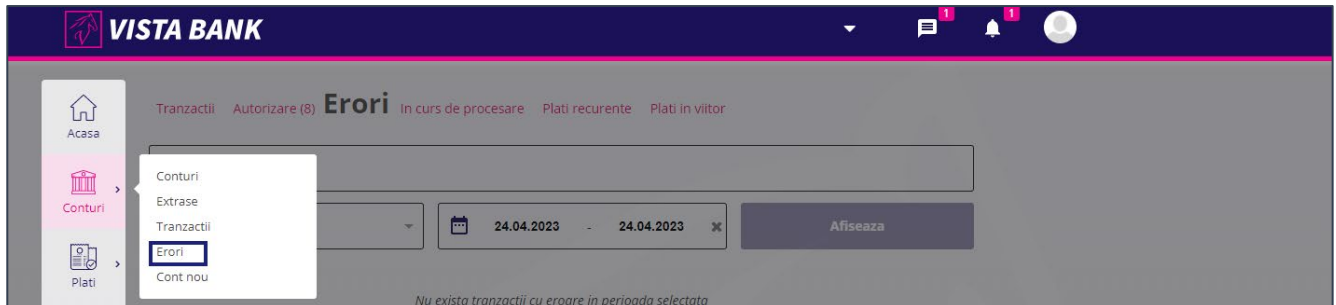 VISTA BANK
1
1
Tranzactii Autorizare (8) Erori In curs de procesare Plati recurente Plati in viitor
Acasa
Conturi
Conturi
Extrase
Tranzactii
Erori
Cont nou
24.04.2023 - 24.04.2023
Afiseaza
Plati
Nu exista tranzactii cu eroare in perioada selectata